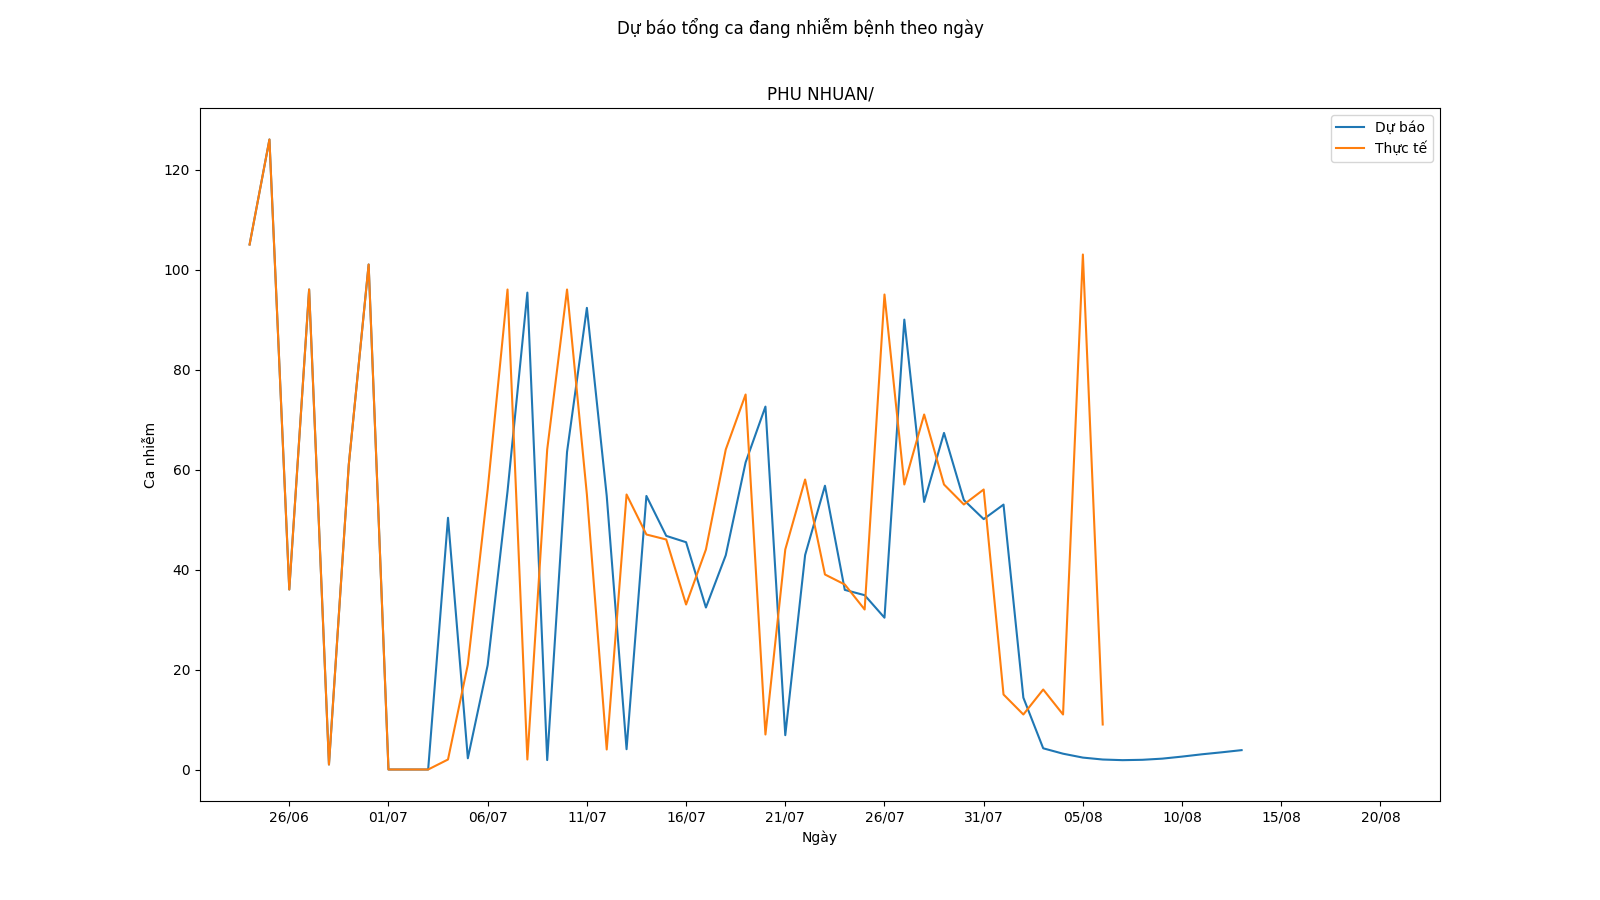 Dự báo tổng ca đang nhiễm bệnh theo ngày
PHU NHUAN/
Dự báo
Thực tế
120
100
80
60
40
20
0
Ca nhiễm
26/06 01/07 06/07 11/07 16/07 21/07 26/07 31/07 05/08 10/08 15/08 20/08
Ngày